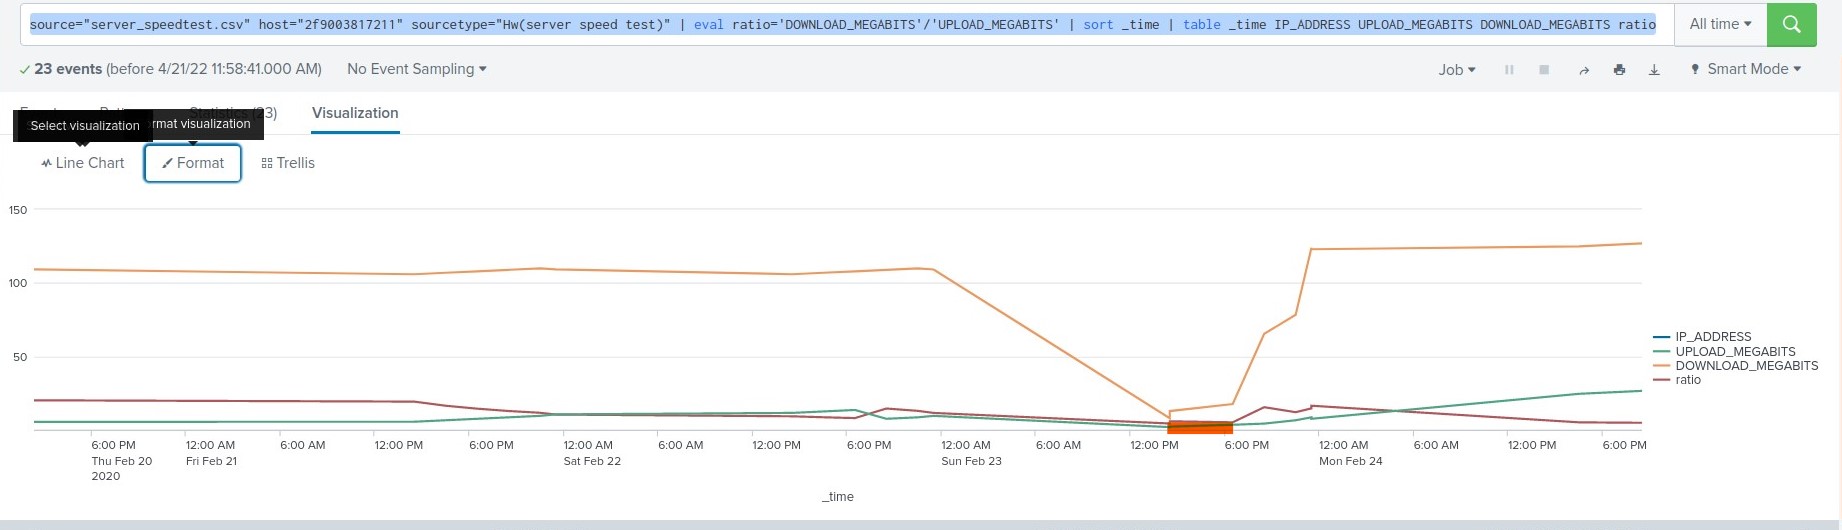 source="server_speedtest.csv" host="2f9003817211" sourcetype="Hw(server speed test)" | eval ratio='DOWNLOAD_MEGABITS'/'UPLOAD_MEGABITS' | sort _time | table _time IP_ADDRESS UPLOAD_MEGABITS DOWNLOAD_MEGABITS ratio
All time
23 events (before 4/21/22 11:58:41.000 AM)
No Event Sampling
Job
Smart Mode
Statistics (23)
Visualization
Select visualization
rmat visualization
Line Chart
Format
Trellis
150
100
50
IP_ADDRESS
UPLOAD_MEGABITS
DOWNLOAD_MEGABITS
ratio
6:00 PM 12:00 AM 6:00 AM 12:00 PM 6:00 PM 12:00 AM 6:00 AM 12:00 PM 6:00 PM 12:00 AM 6:00 AM 12:00 PM 6:00 PM 12:00 AM 6:00 AM 12:00 PM 6:00 PM
Thu Feb 20 Fri Feb 21 Sat Feb 22 Sun Feb 23 Mon Feb 24
2020
_time